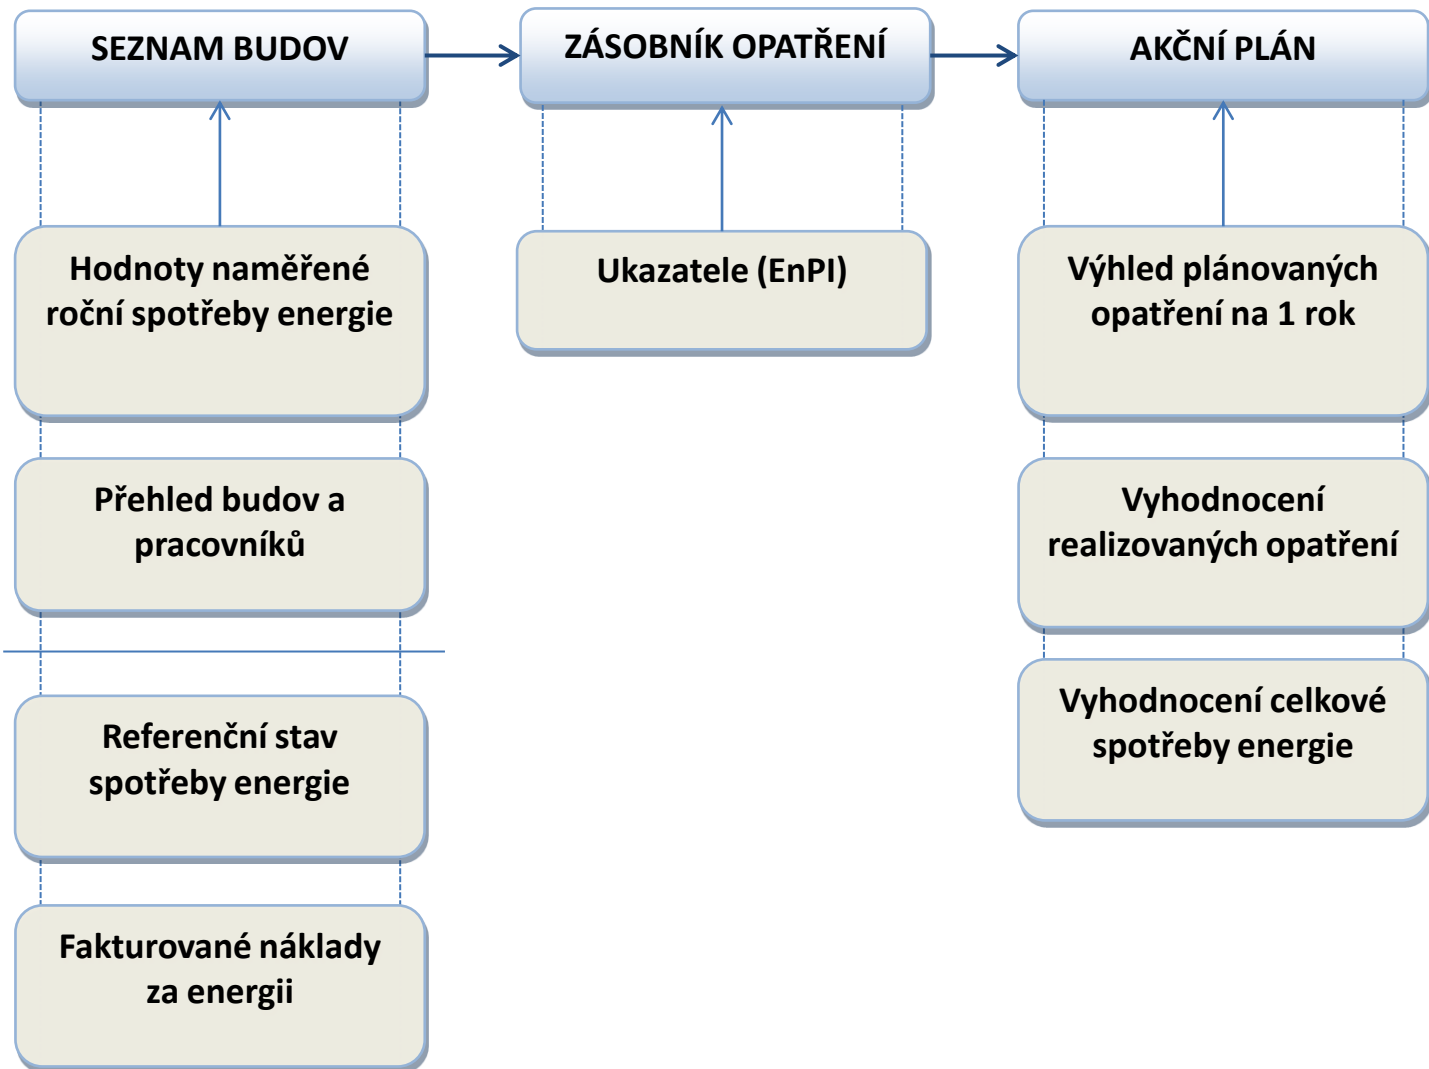 SEZNAM BUDOV
ZÁSOBNÍK OPATŘENÍ
AKČNÍ PLÁN
Hodnoty naměřené
roční spotřeby energie
Ukazatele (EnPI)
Výhled plánovaných
opatření na 1 rok
Přehled budov a
pracovníků
Vyhodnocení
realizovaných opatření
Referenční stav
spotřeby energie
Vyhodnocení celkové
spotřeby energie
Fakturované náklady
za energii